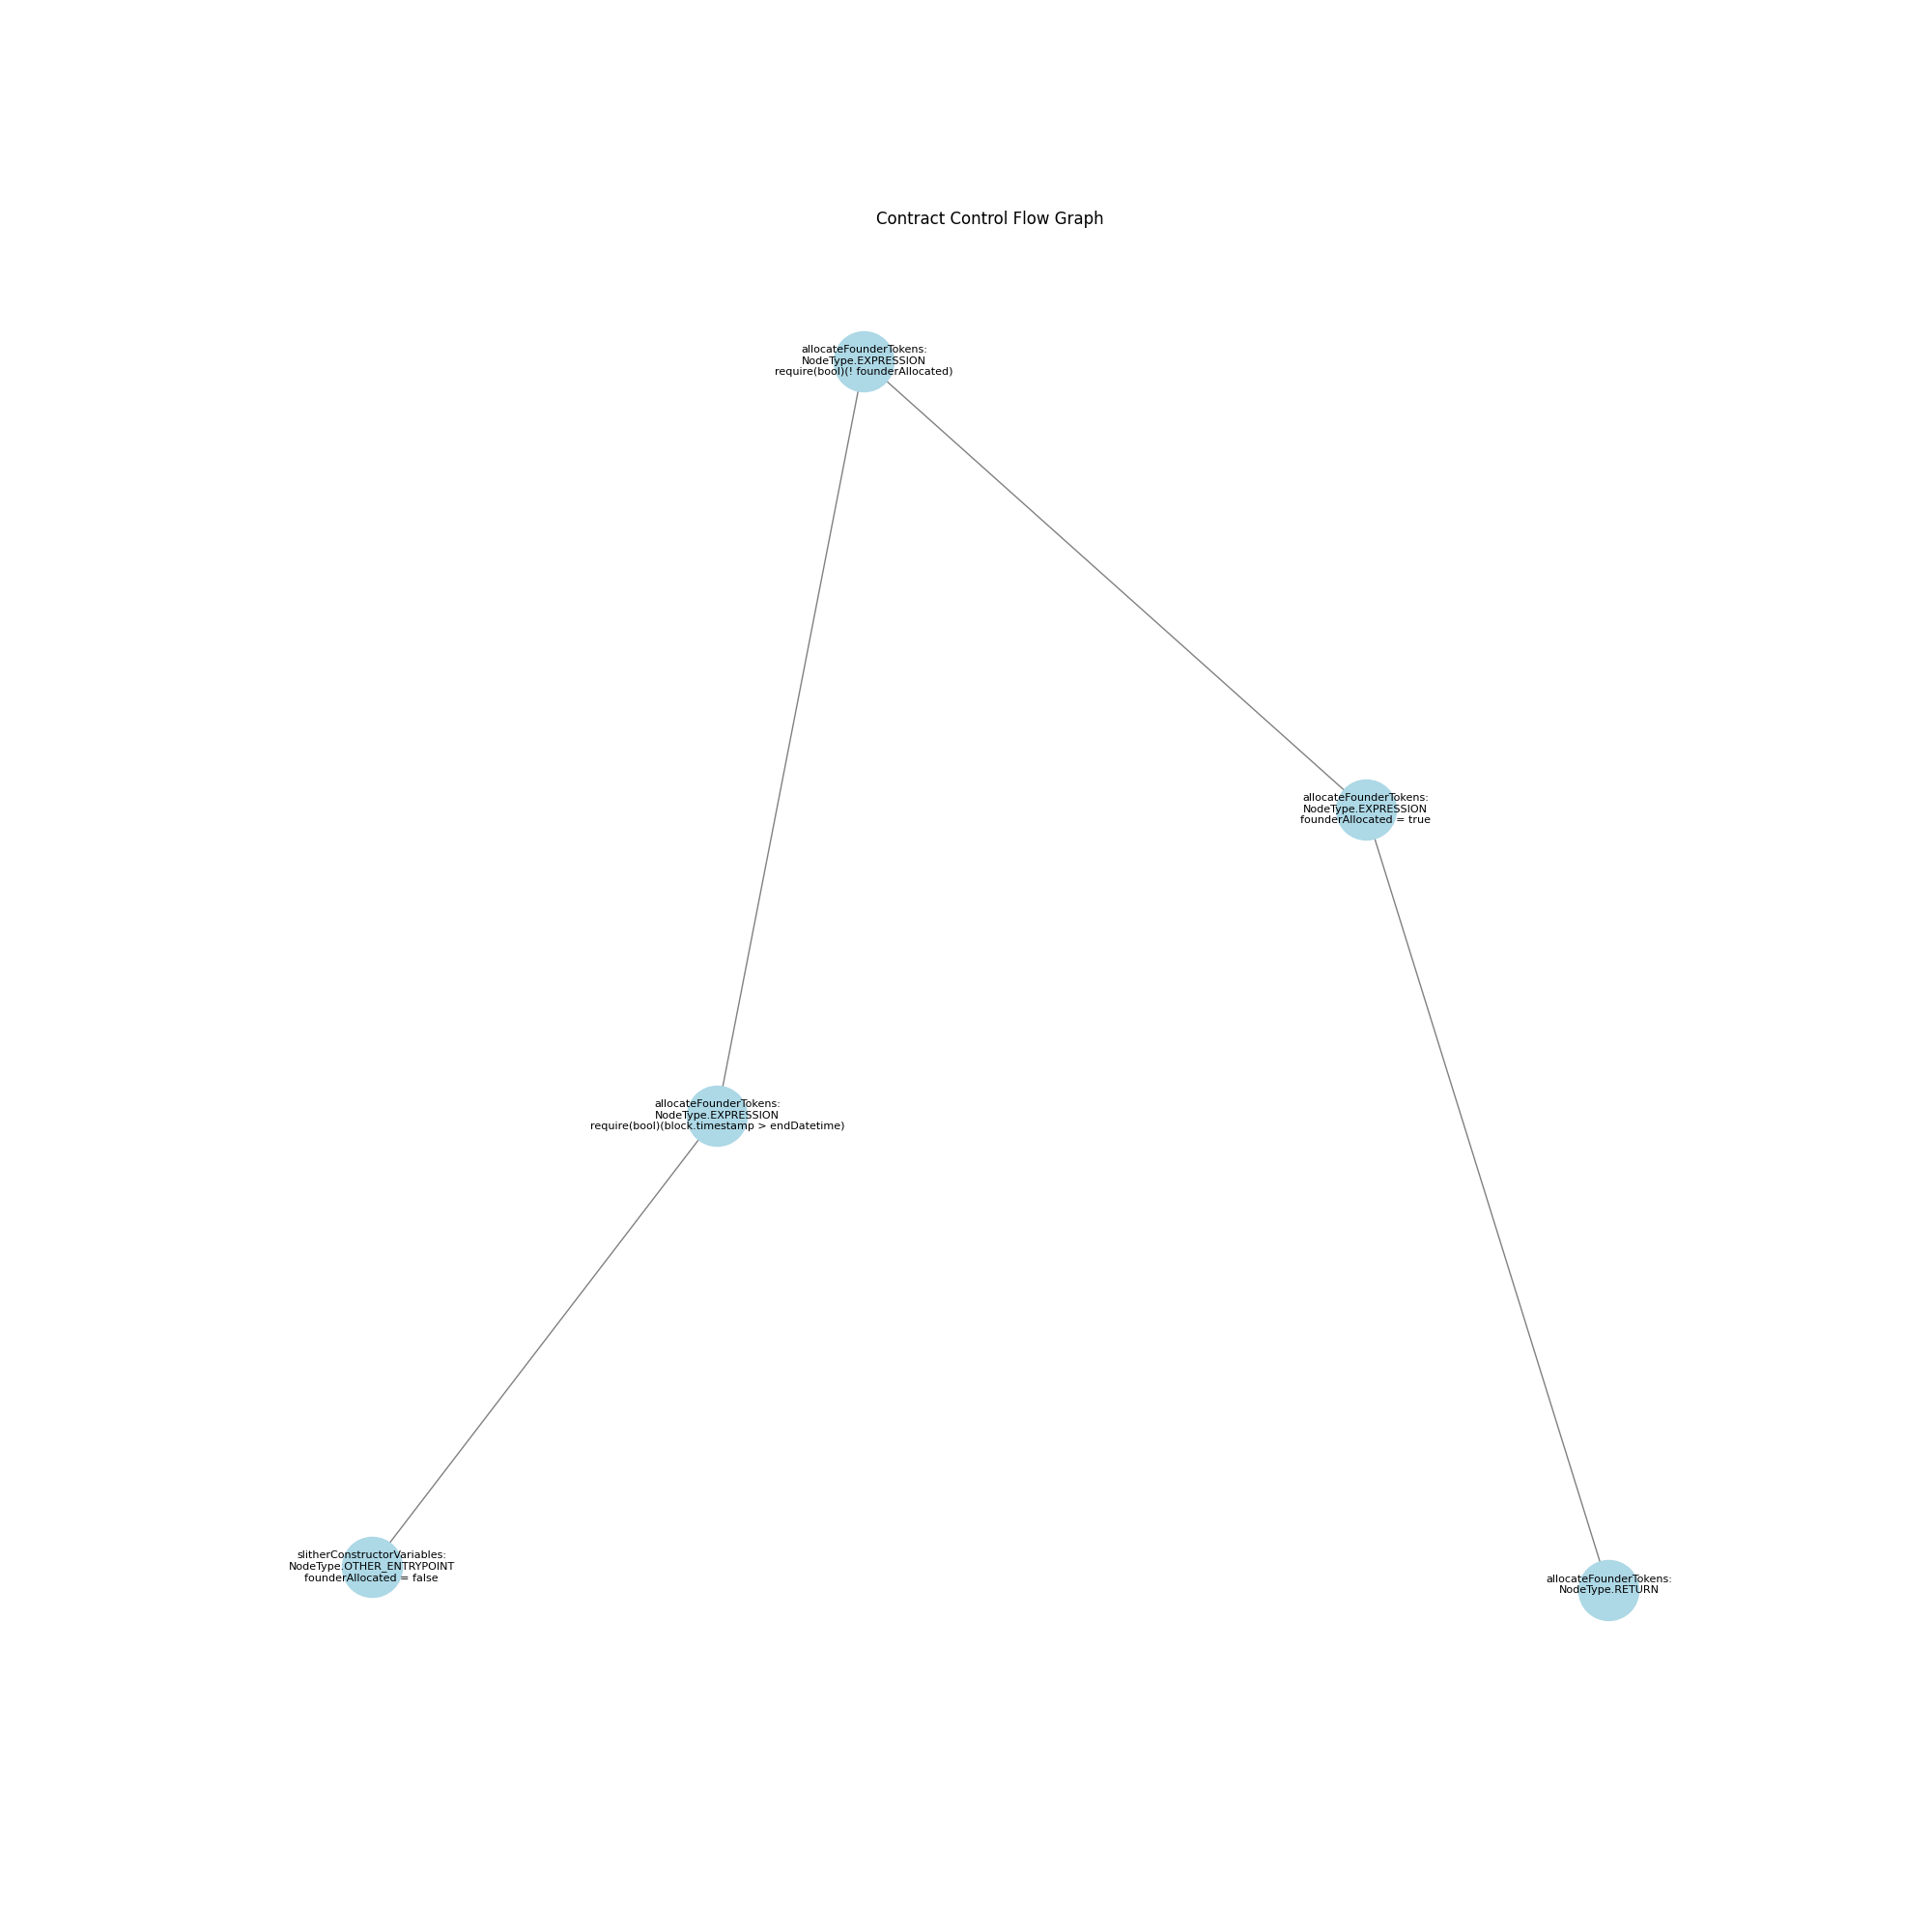 Contract Control Flow Graph
allocateFounderTokens:
NodeType.EXPRESSION
require(bool)(! founderAllocated)
allocateFounderTokens:
NodeType.EXPRESSION
founderAllocated = true
allocateFounderTokens:
NodeType.EXPRESSION
require(bool)(block.timestamp > endDatetime)
slitherConstructorVariables:
NodeType.OTHER_ENTRYPOINT
founderAllocated = false
allocateFounderTokens:
NodeType.RETURN